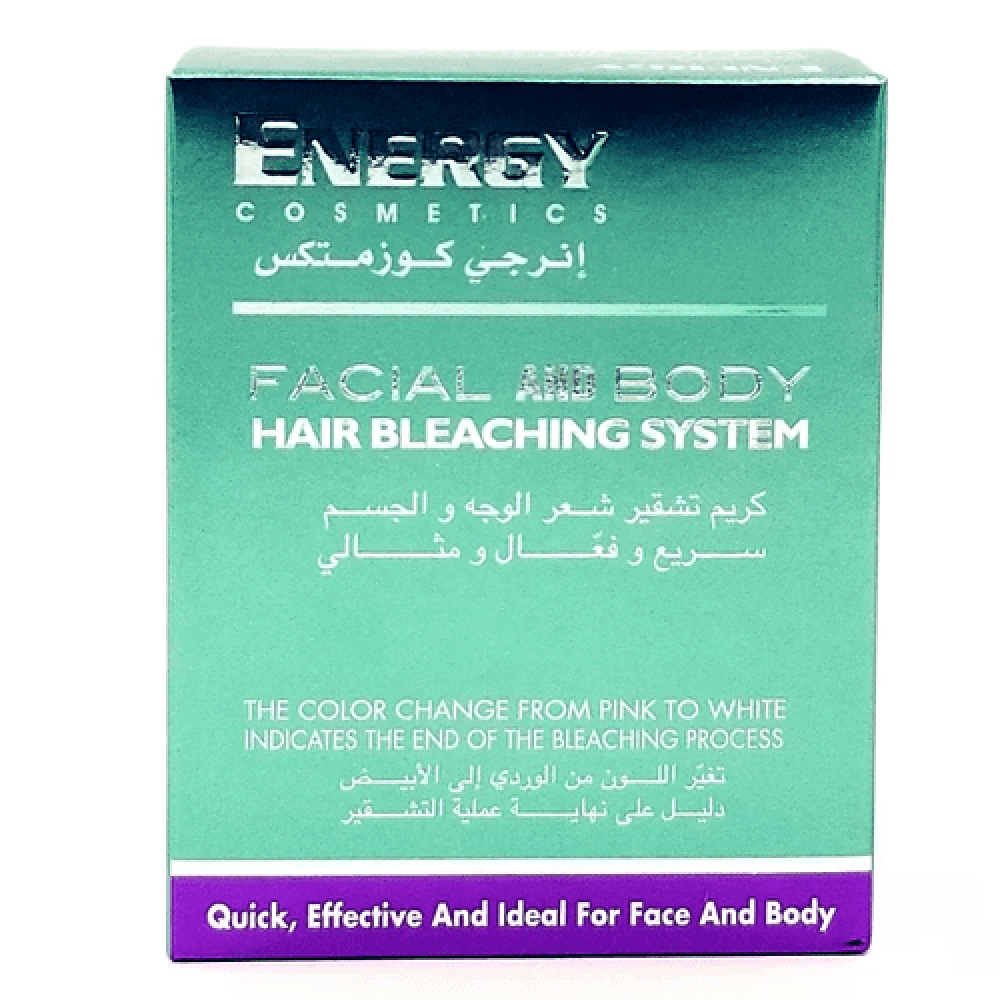 ENERGY
COSMETICS
إنرجي كوزمتكس
FACIAL AND BODY
HAIR BLEACHING SYSTEM
كريم تشقير شعر الوجه و الجسم
سريع و فعّال و مثالي
THE COLOR CHANGE FROM PINK TO WHITE
INDICATES THE END OF THE BLEACHING PROCESS
تغيّر اللون من الوردي إلى الأبيض
دليل على نهاية عملية التشقير
Quick, Effective And Ideal For Face And Body